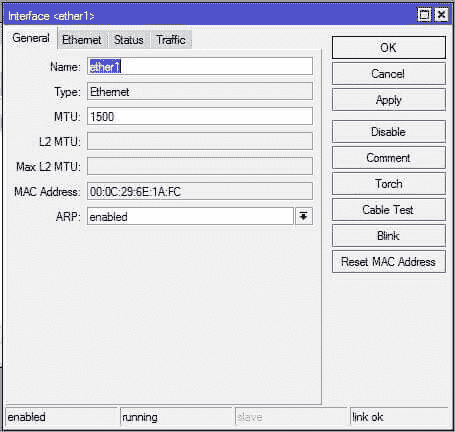 Interface <ether1>
General Ethernet Status Traffic
Name: ether1
Type: Ethernet
MTU: 1500
L2 MTU:
Max L2 MTU:
MAC Address: 00:0C:29:6E:1A:FC
ARP: enabled
OK
Cancel
Apply
Disable
Comment
Torch
Cable Test
Blink
Reset MAC Address
enabled running slave link ok